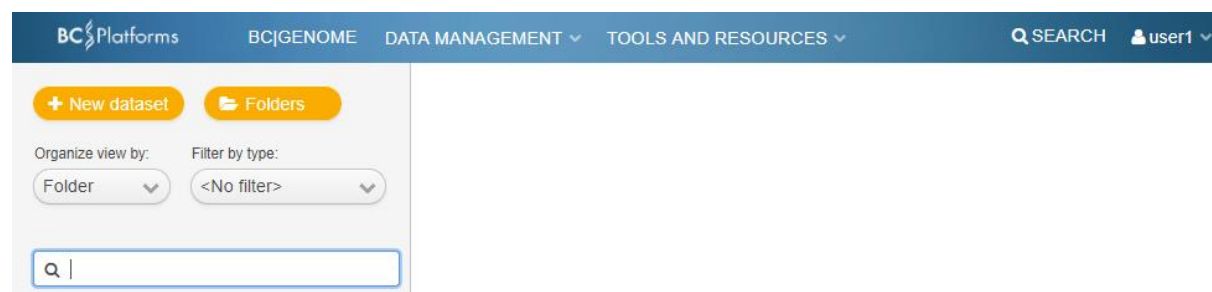 BC Platforms BC|GENOME DATA MANAGEMENT TOOLS AND RESOURCES SEARCH user1
+ New dataset Folders
Organize view by: Filter by type:
Folder <No filter>